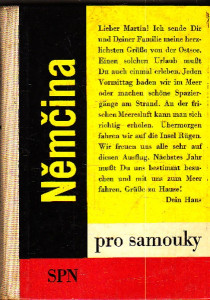 Němčina
Lieber Martin! Ich sende Dir
und Deiner Familie meine herz-
lichsten Grüße von der Ostsee.
Einen solchen Urlaub mußt
Du auch einmal erleben. Jeden
Vormittag baden wir im Meer
oder machen schöne Spazier-
gänge am Strand. An der fri-
schen Meeresluft kann man sich
richtig erholen. Übermorgen
fahren wir auf die Insel Rügen.
Wir freuen uns alle sehr auf
diesen Ausflug. Nächstes Jahr
mußt Du uns bestimmt besu-
chen und mit uns zum Meer
fahren. Grüße zu Hause!
Dein Hans
pro samouky
SPN